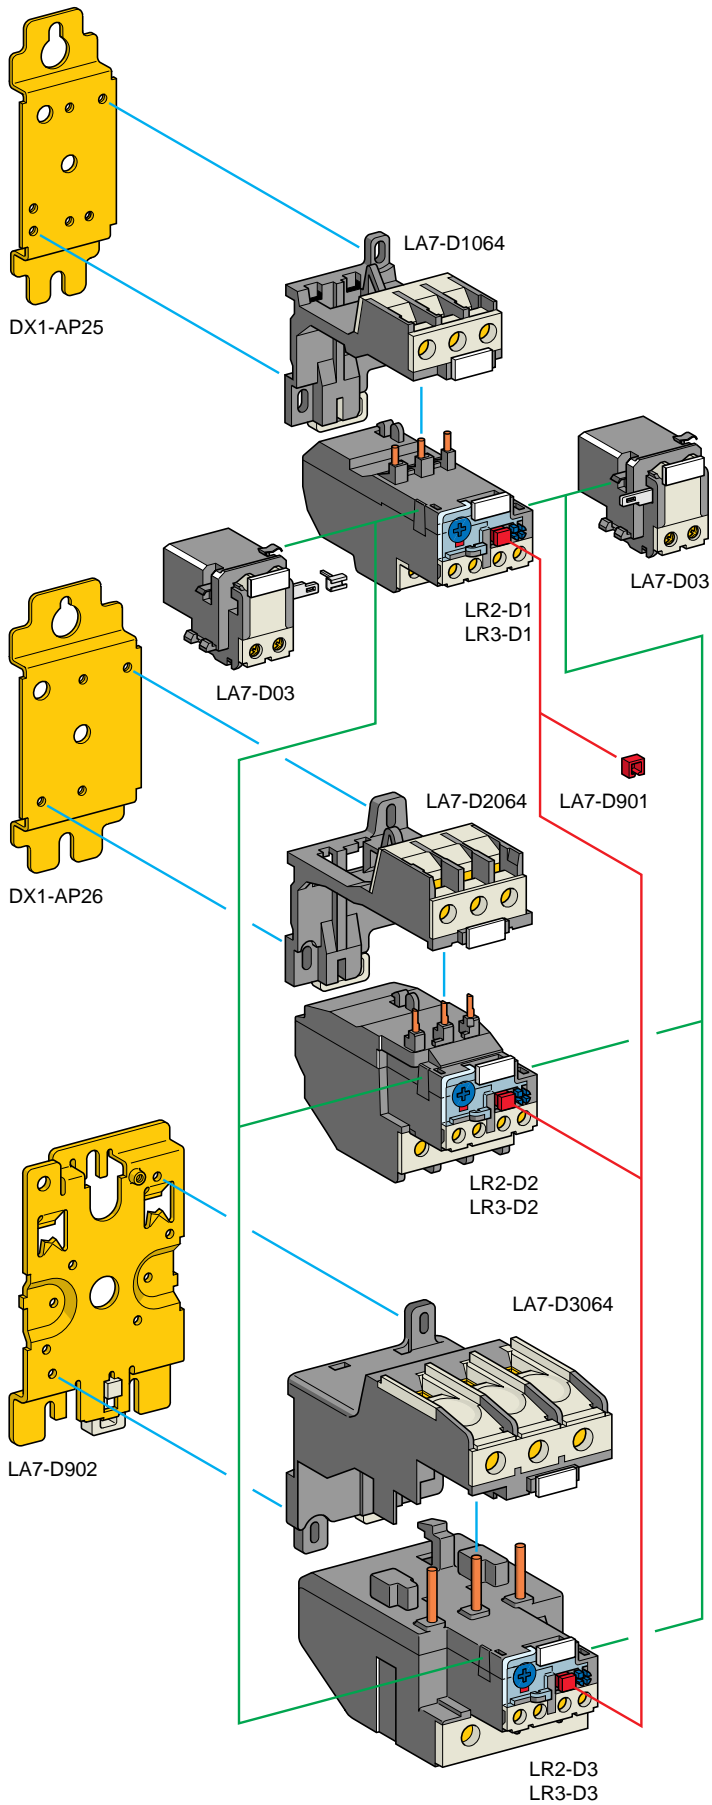 LA7-D1064
DX1-AP25
LA7-D03
LR2-D1
LR3-D1
LA7-D03
LA7-D2064
LA7-D901
DX1-AP26
LR2-D2
LR3-D2
LA7-D3064
LA7-D902
LR2-D3
LR3-D3